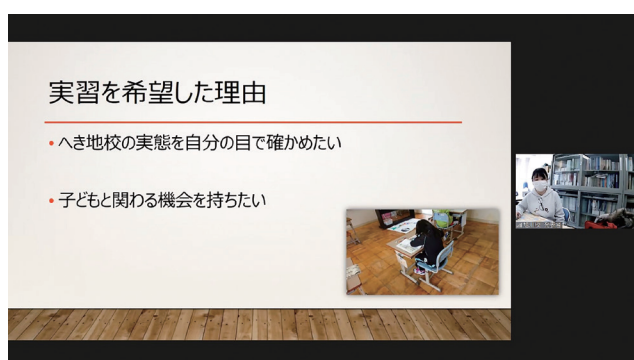 実習を希望した理由
• へき地校の実態を自分の目で確かめたい
• 子どもと関わる機会を持ちたい